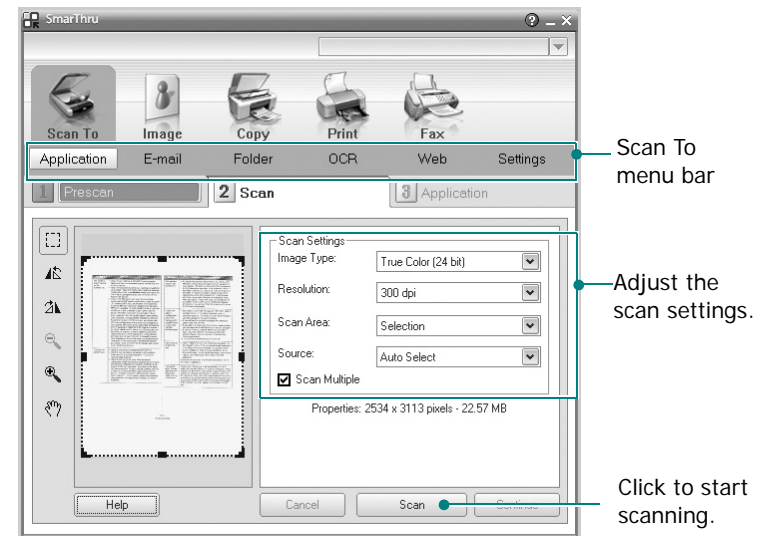 SmarThru
Scan To Image Copy Print Fax
Application E-mail Folder OCR Web Settings
Scan To
menu bar
1 Prescan 2 Scan 3 Application
Scan Settings
Image Type: True Color (24 bit)
Resolution: 300 dpi
Scan Area: Selection
Source: Auto Select
Scan Multiple
Adjust the
scan settings.
Properties: 2534 x 3113 pixels - 22.57 MB
Help Cancel Scan Continue
Click to start
scanning.